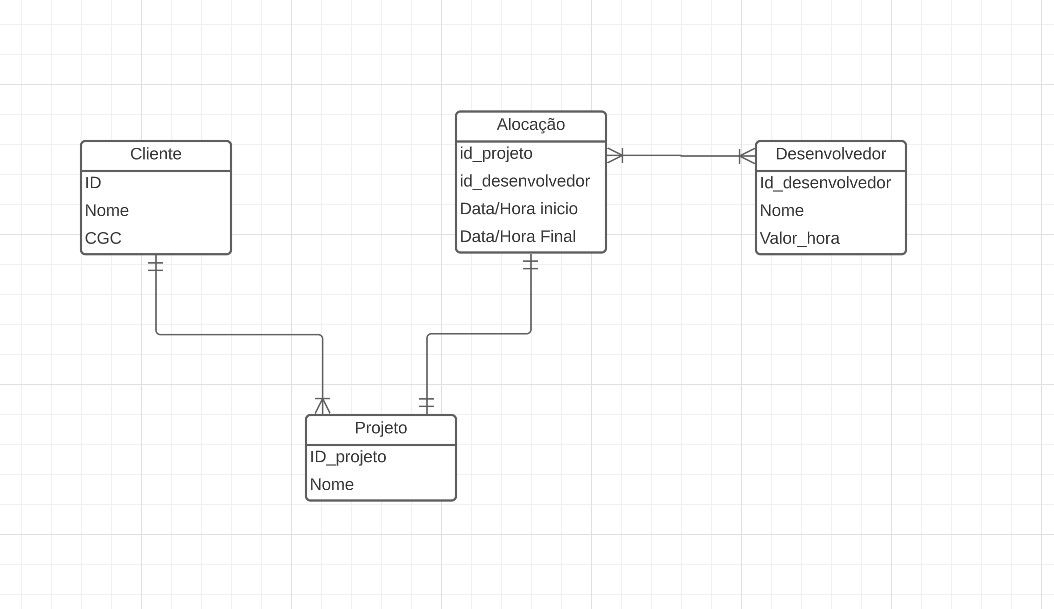 Cliente
ID
Nome
CGC
Alocação
id_projeto
id_desenvolvedor
Data/Hora inicio
Data/Hora Final
Desenvolvedor
Id_desenvolvedor
Nome
Valor_hora
Projeto
ID_projeto
Nome